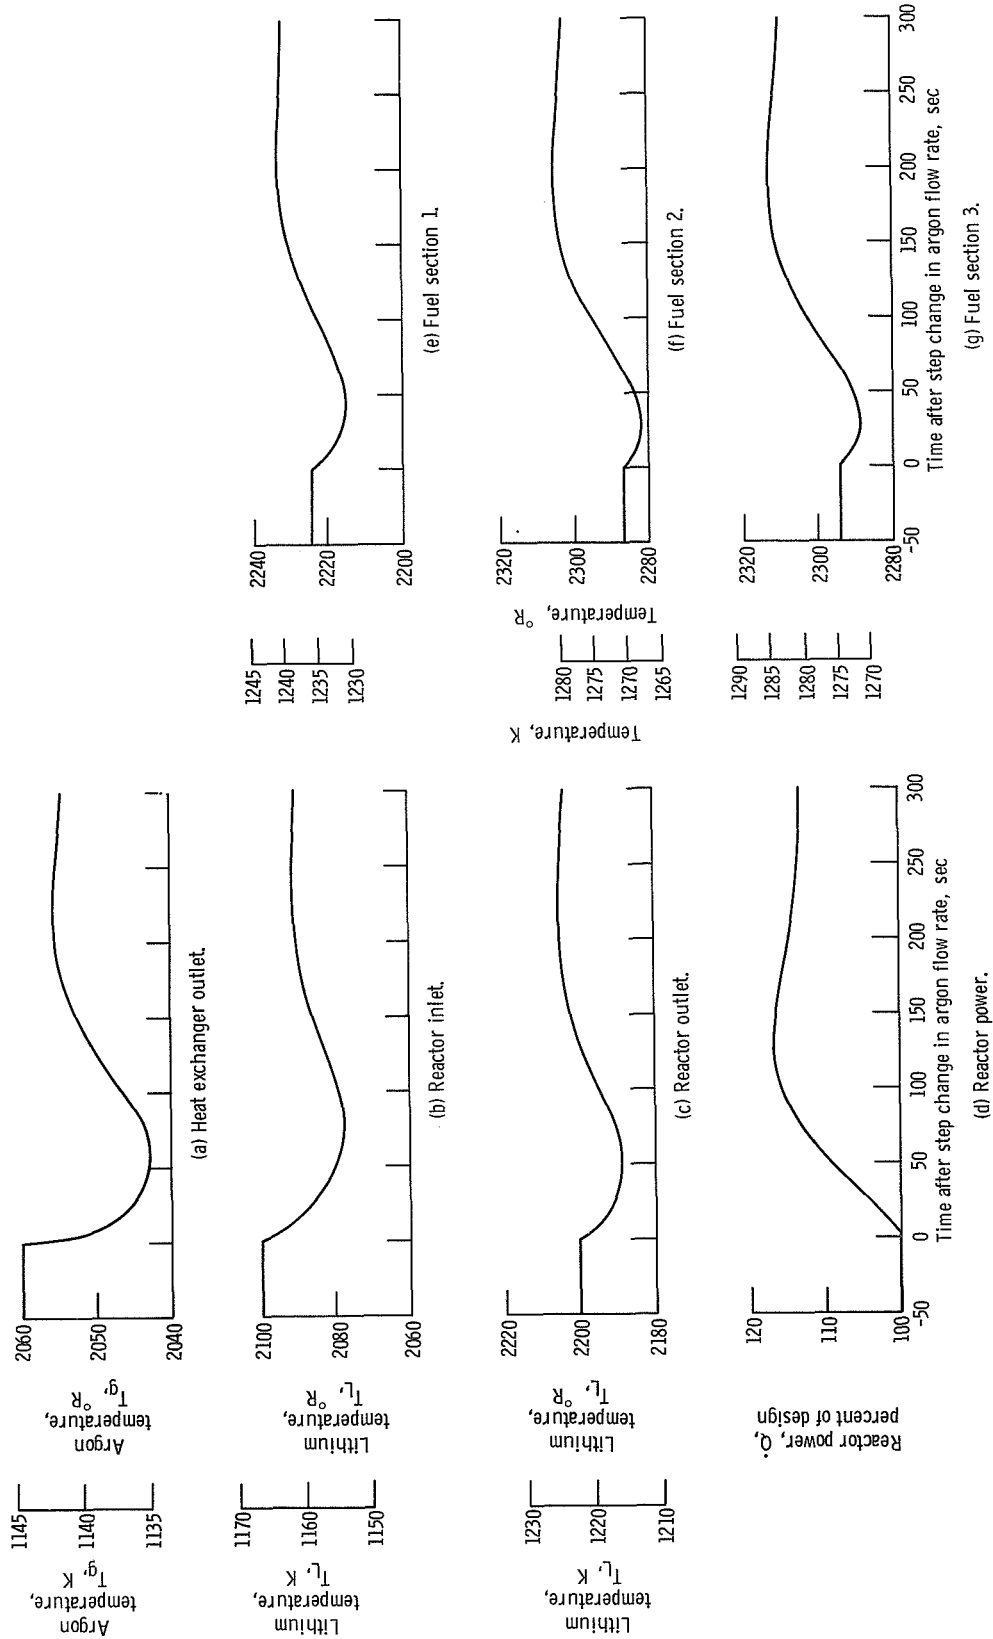 Argon
temperature,
T_g, K
1145
1140
1135
Argon
temperature,
T_g, °R
2060
2050
2040
(a) Heat exchanger outlet.
Lithium
temperature,
T_L, K
1170
1160
1150
Lithium
temperature,
T_L, °R
2100
2080
2060
(b) Reactor inlet.
Lithium
temperature,
T_L, K
1230
1220
1210
Lithium
temperature,
T_L, °R
2220
2200
2180
(c) Reactor outlet.
Reactor power, Q̇,
percent of design
120
110
100
-50 0 50 100 150 200 250 300
Time after step change in argon flow rate, sec
(d) Reactor power.
Temperature, K
1245
1240
1235
1230
Temperature, °R
2240
2220
2200
(e) Fuel section 1.
1280
1275
1270
1265
2320
2300
2280
(f) Fuel section 2.
1290
1285
1280
1275
1270
2320
2300
2280
-50 0 50 100 150 200 250 300
Time after step change in argon flow rate, sec
(g) Fuel section 3.